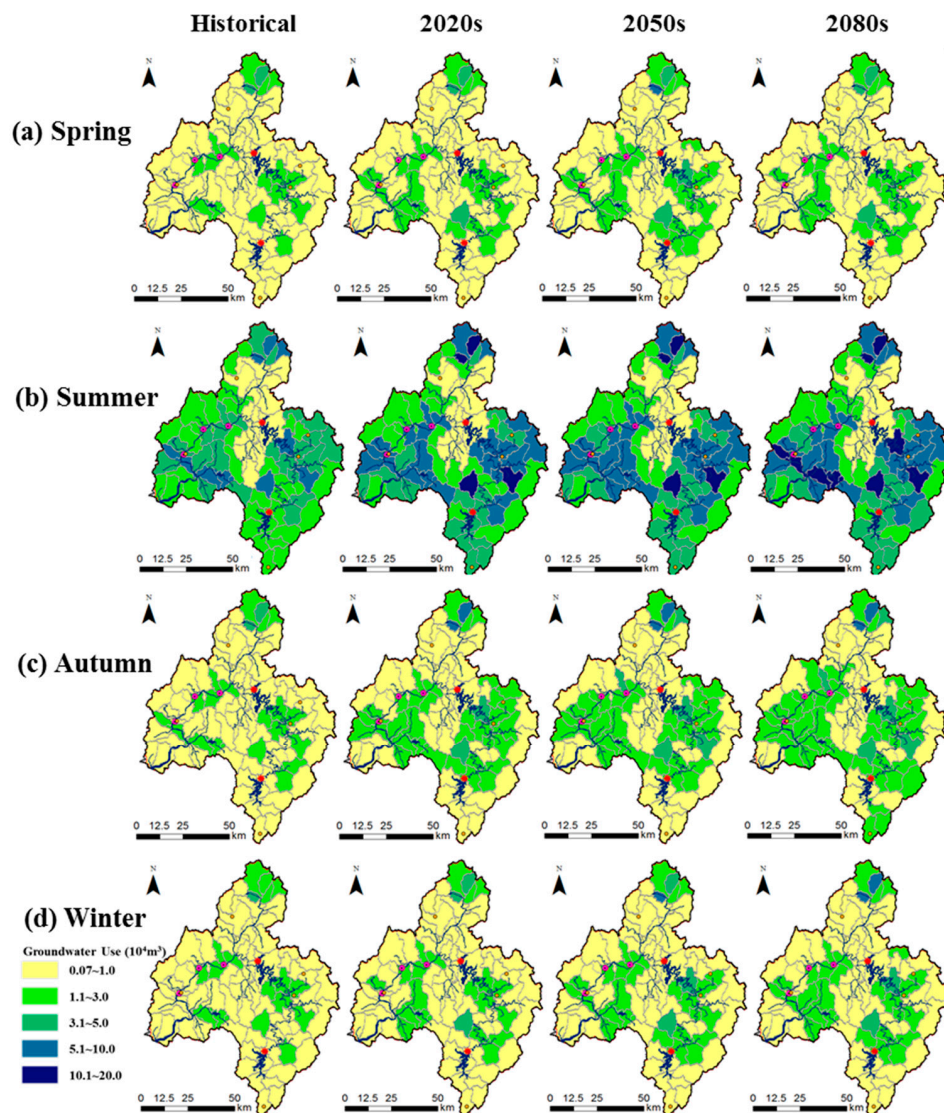 Historical 2020s 2050s 2080s
N N N N
(a) Spring
0 12.5 25 50 km 0 12.5 25 50 km 0 12.5 25 50 km 0 12.5 25 50 km
N N N N
(b) Summer
0 12.5 25 50 km 0 12.5 25 50 km 0 12.5 25 50 km 0 12.5 25 50 km
N N N N
(c) Autumn
0 12.5 25 50 km 0 12.5 25 50 km 0 12.5 25 50 km 0 12.5 25 50 km
N N N N
(d) Winter
Groundwater Use (10⁴m³)
0.07~1.0
1.1~3.0
3.1~5.0
5.1~10.0
10.1~20.0
0 12.5 25 50 km 0 12.5 25 50 km 0 12.5 25 50 km 0 12.5 25 50 km